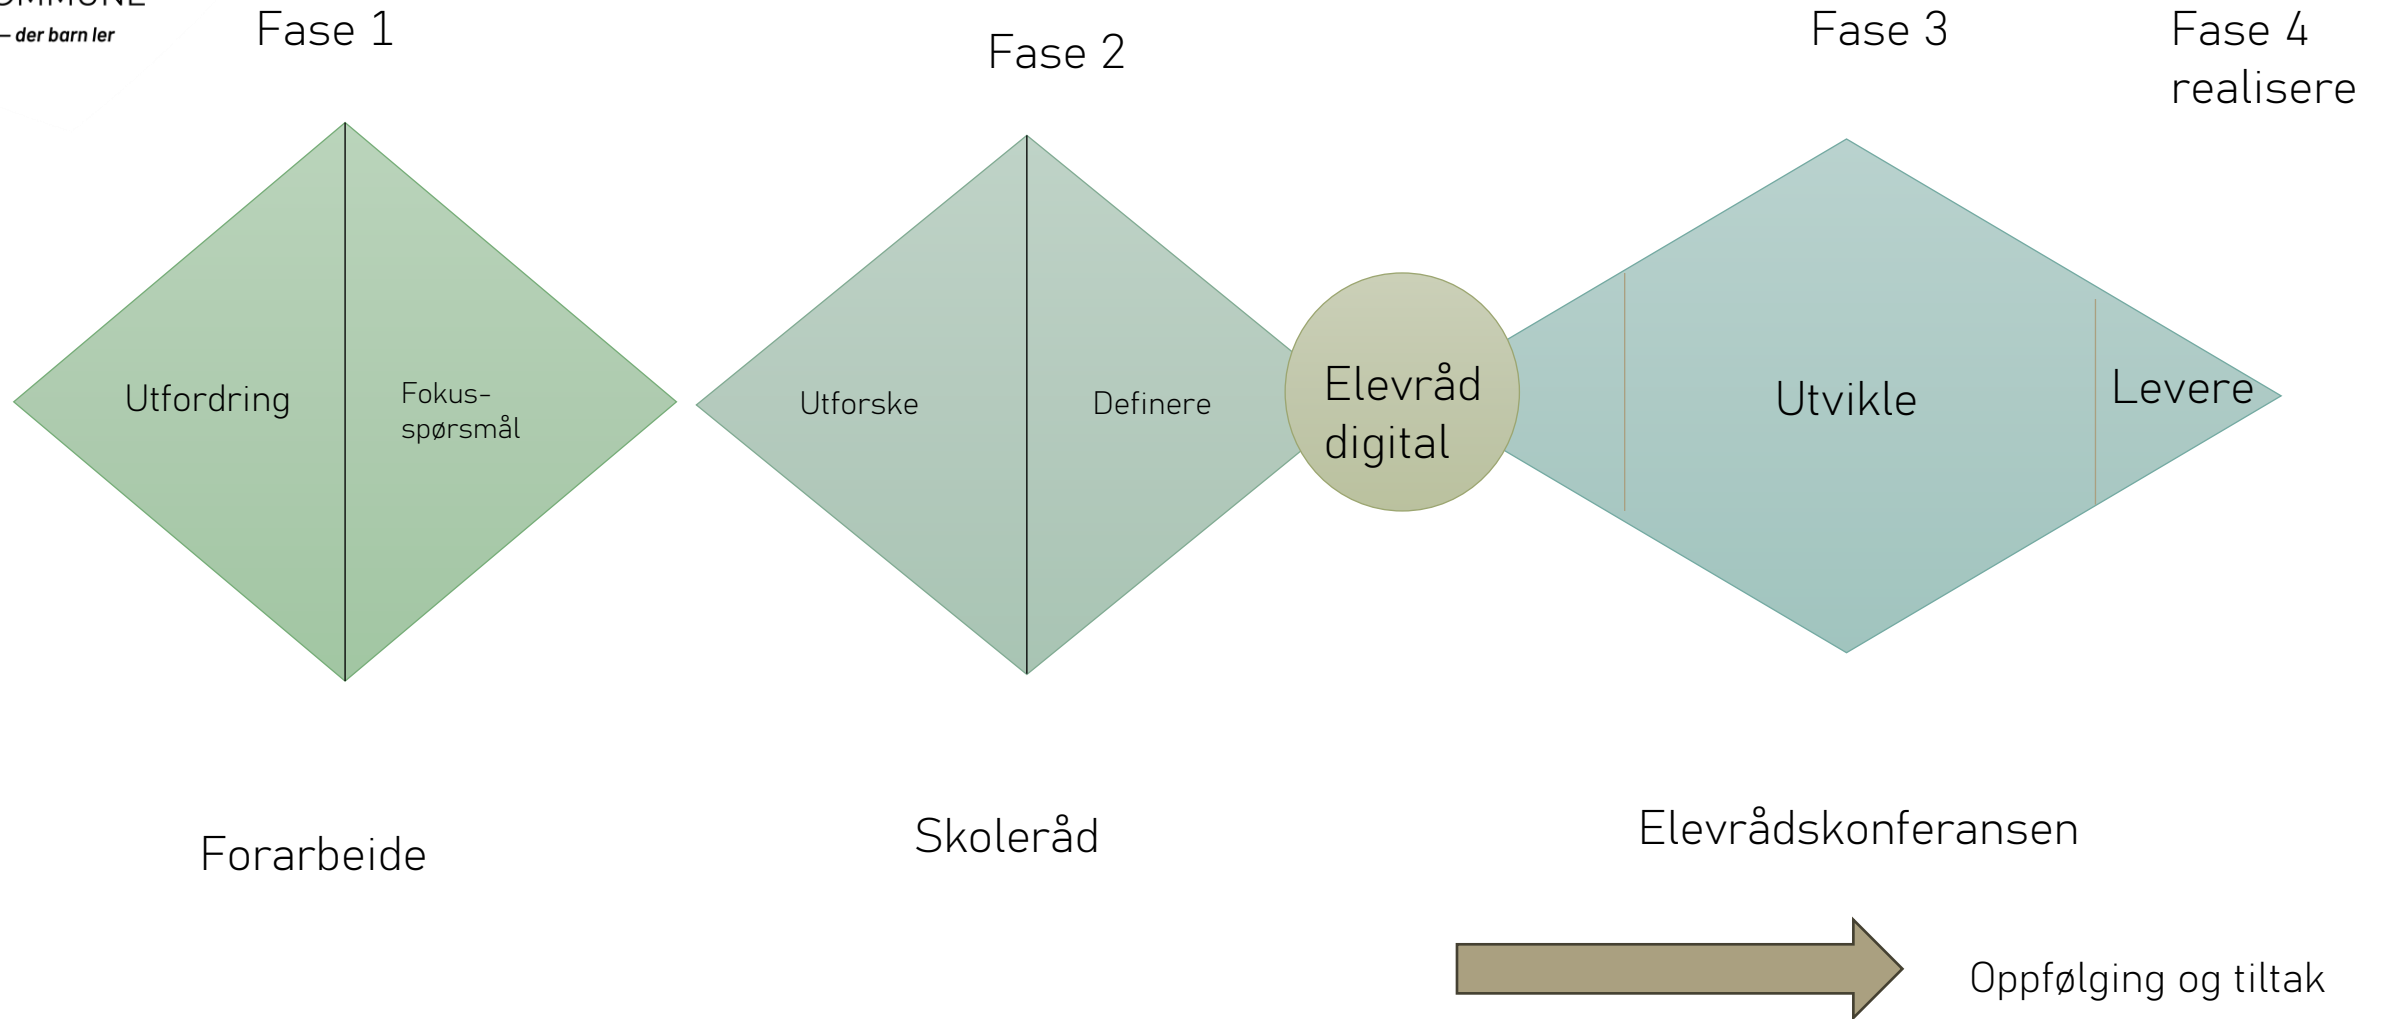 – der barn ler
Fase 1
Fase 2
Fase 3
Fase 4
realisere
Utfordring
Fokus-
spørsmål
Utforske
Definere
Elevråd
digital
Utvikle
Levere
Forarbeide
Skoleråd
Elevrådskonferansen
Oppfølging og tiltak